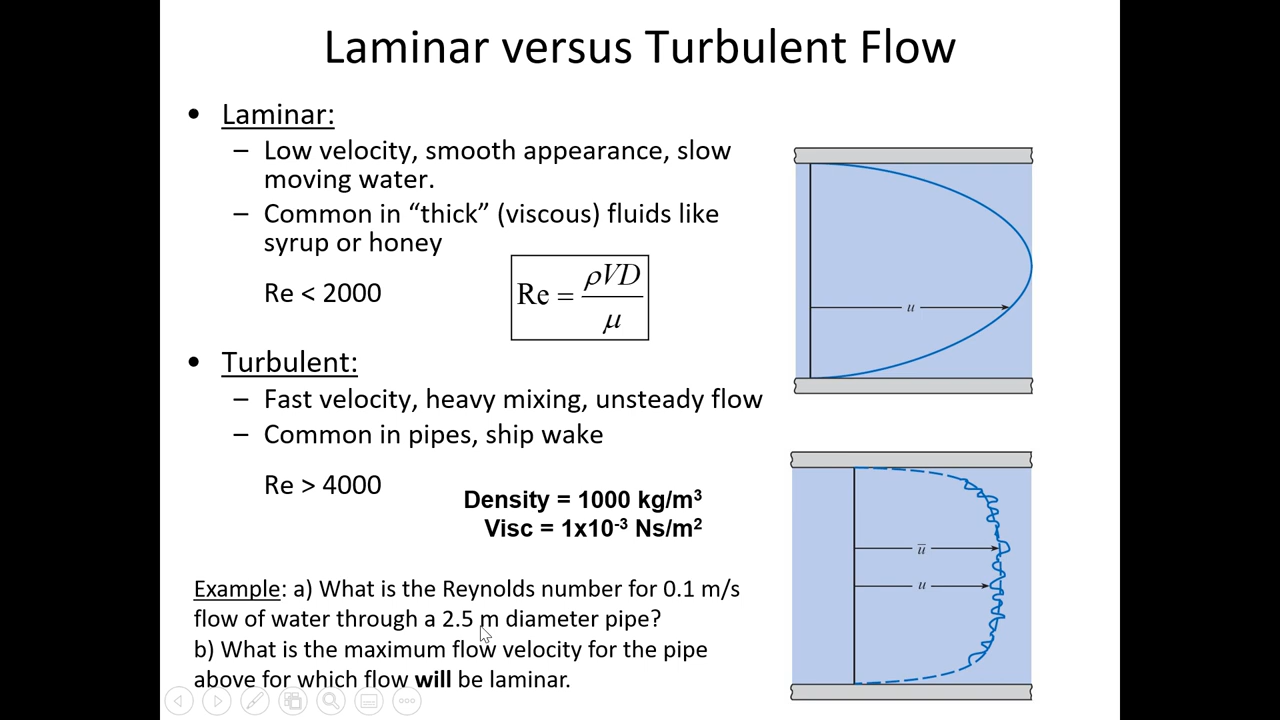 Laminar versus Turbulent Flow
• Laminar:
– Low velocity, smooth appearance, slow
moving water.
– Common in “thick” (viscous) fluids like
syrup or honey
Re < 2000
Re = ρVD / μ
• Turbulent:
– Fast velocity, heavy mixing, unsteady flow
– Common in pipes, ship wake
Re > 4000
Density = 1000 kg/m³
Visc = 1x10⁻³ Ns/m²
Example: a) What is the Reynolds number for 0.1 m/s
flow of water through a 2.5 m diameter pipe?
b) What is the maximum flow velocity for the pipe
above for which flow will be laminar.
u
u̅
u